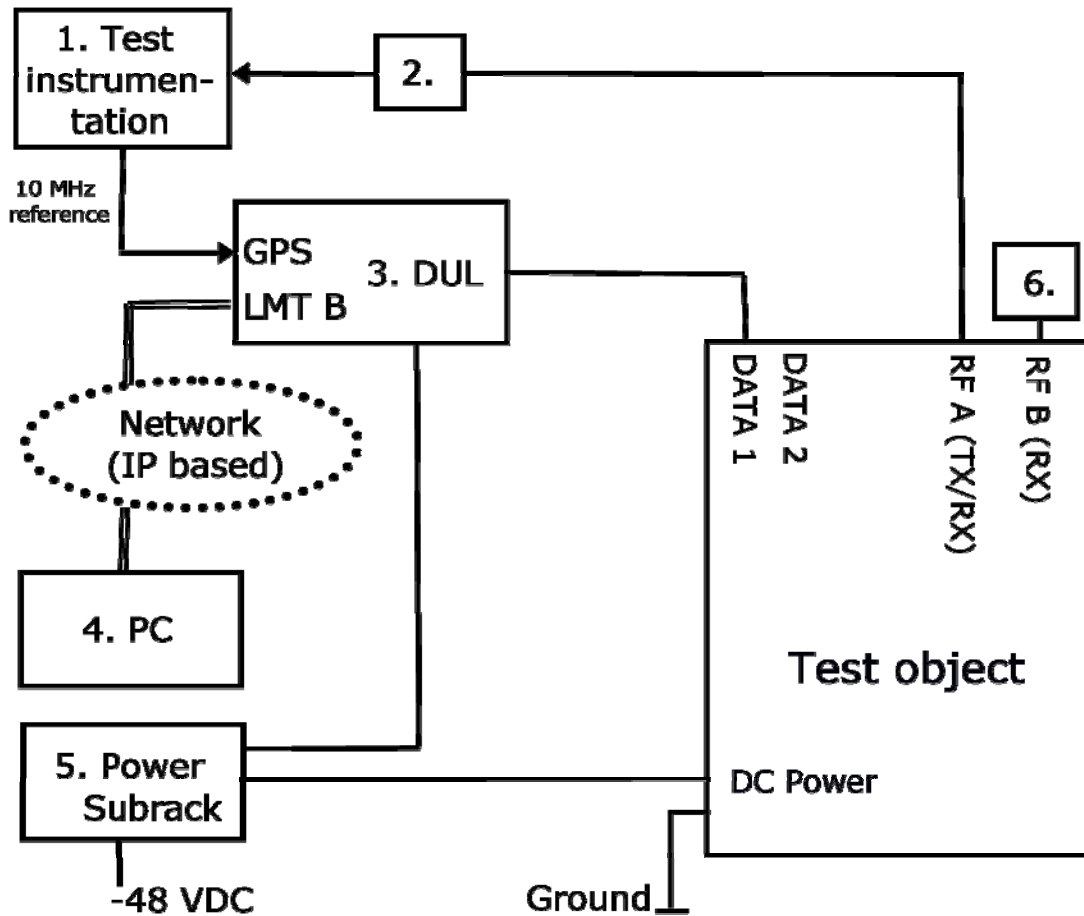 1. Test
instrumen-
tation
2.
10 MHz
reference
GPS
LMT B
3. DUL
6.
DATA 1
DATA 2
RF A (TX/RX)
RF B (RX)
Network
(IP based)
4. PC
Test object
5. Power
Subrack
DC Power
-48 VDC
Ground